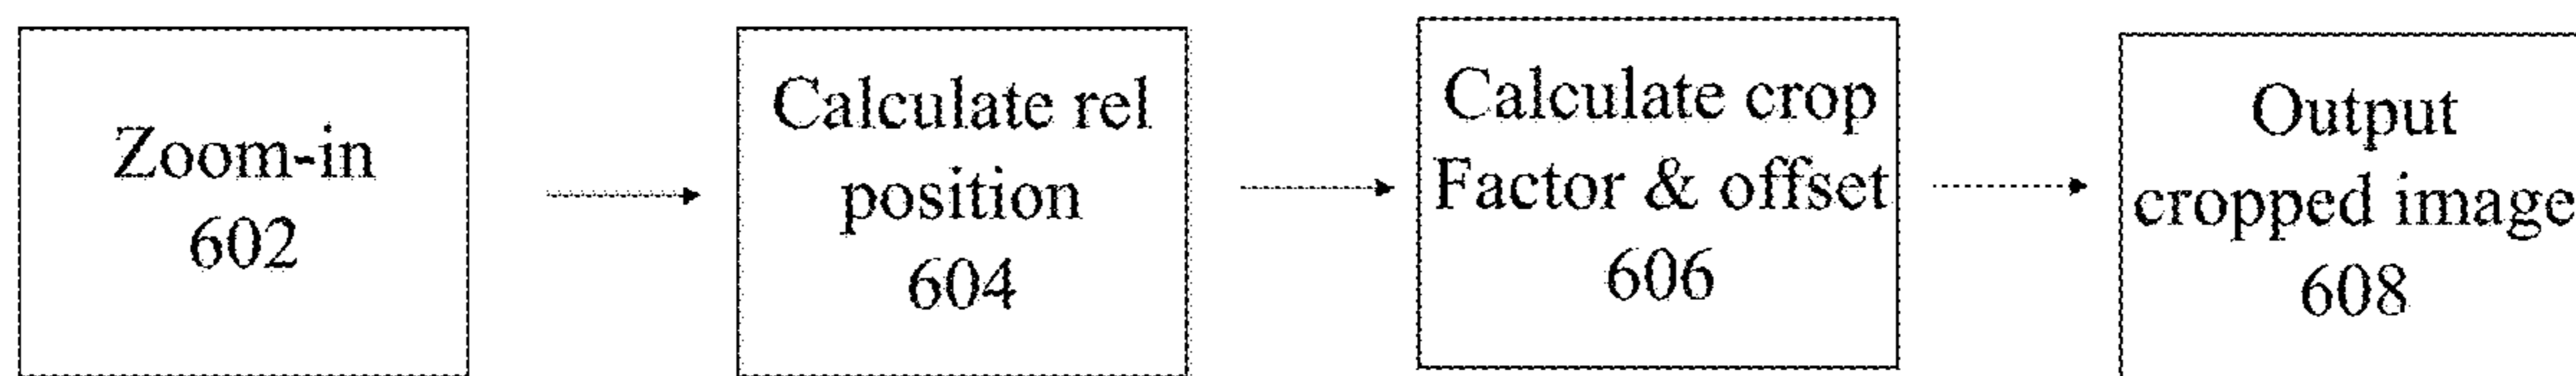 Zoom-in
602
Calculate rel
position
604
Calculate crop
Factor & offset
606
Output
cropped image
608